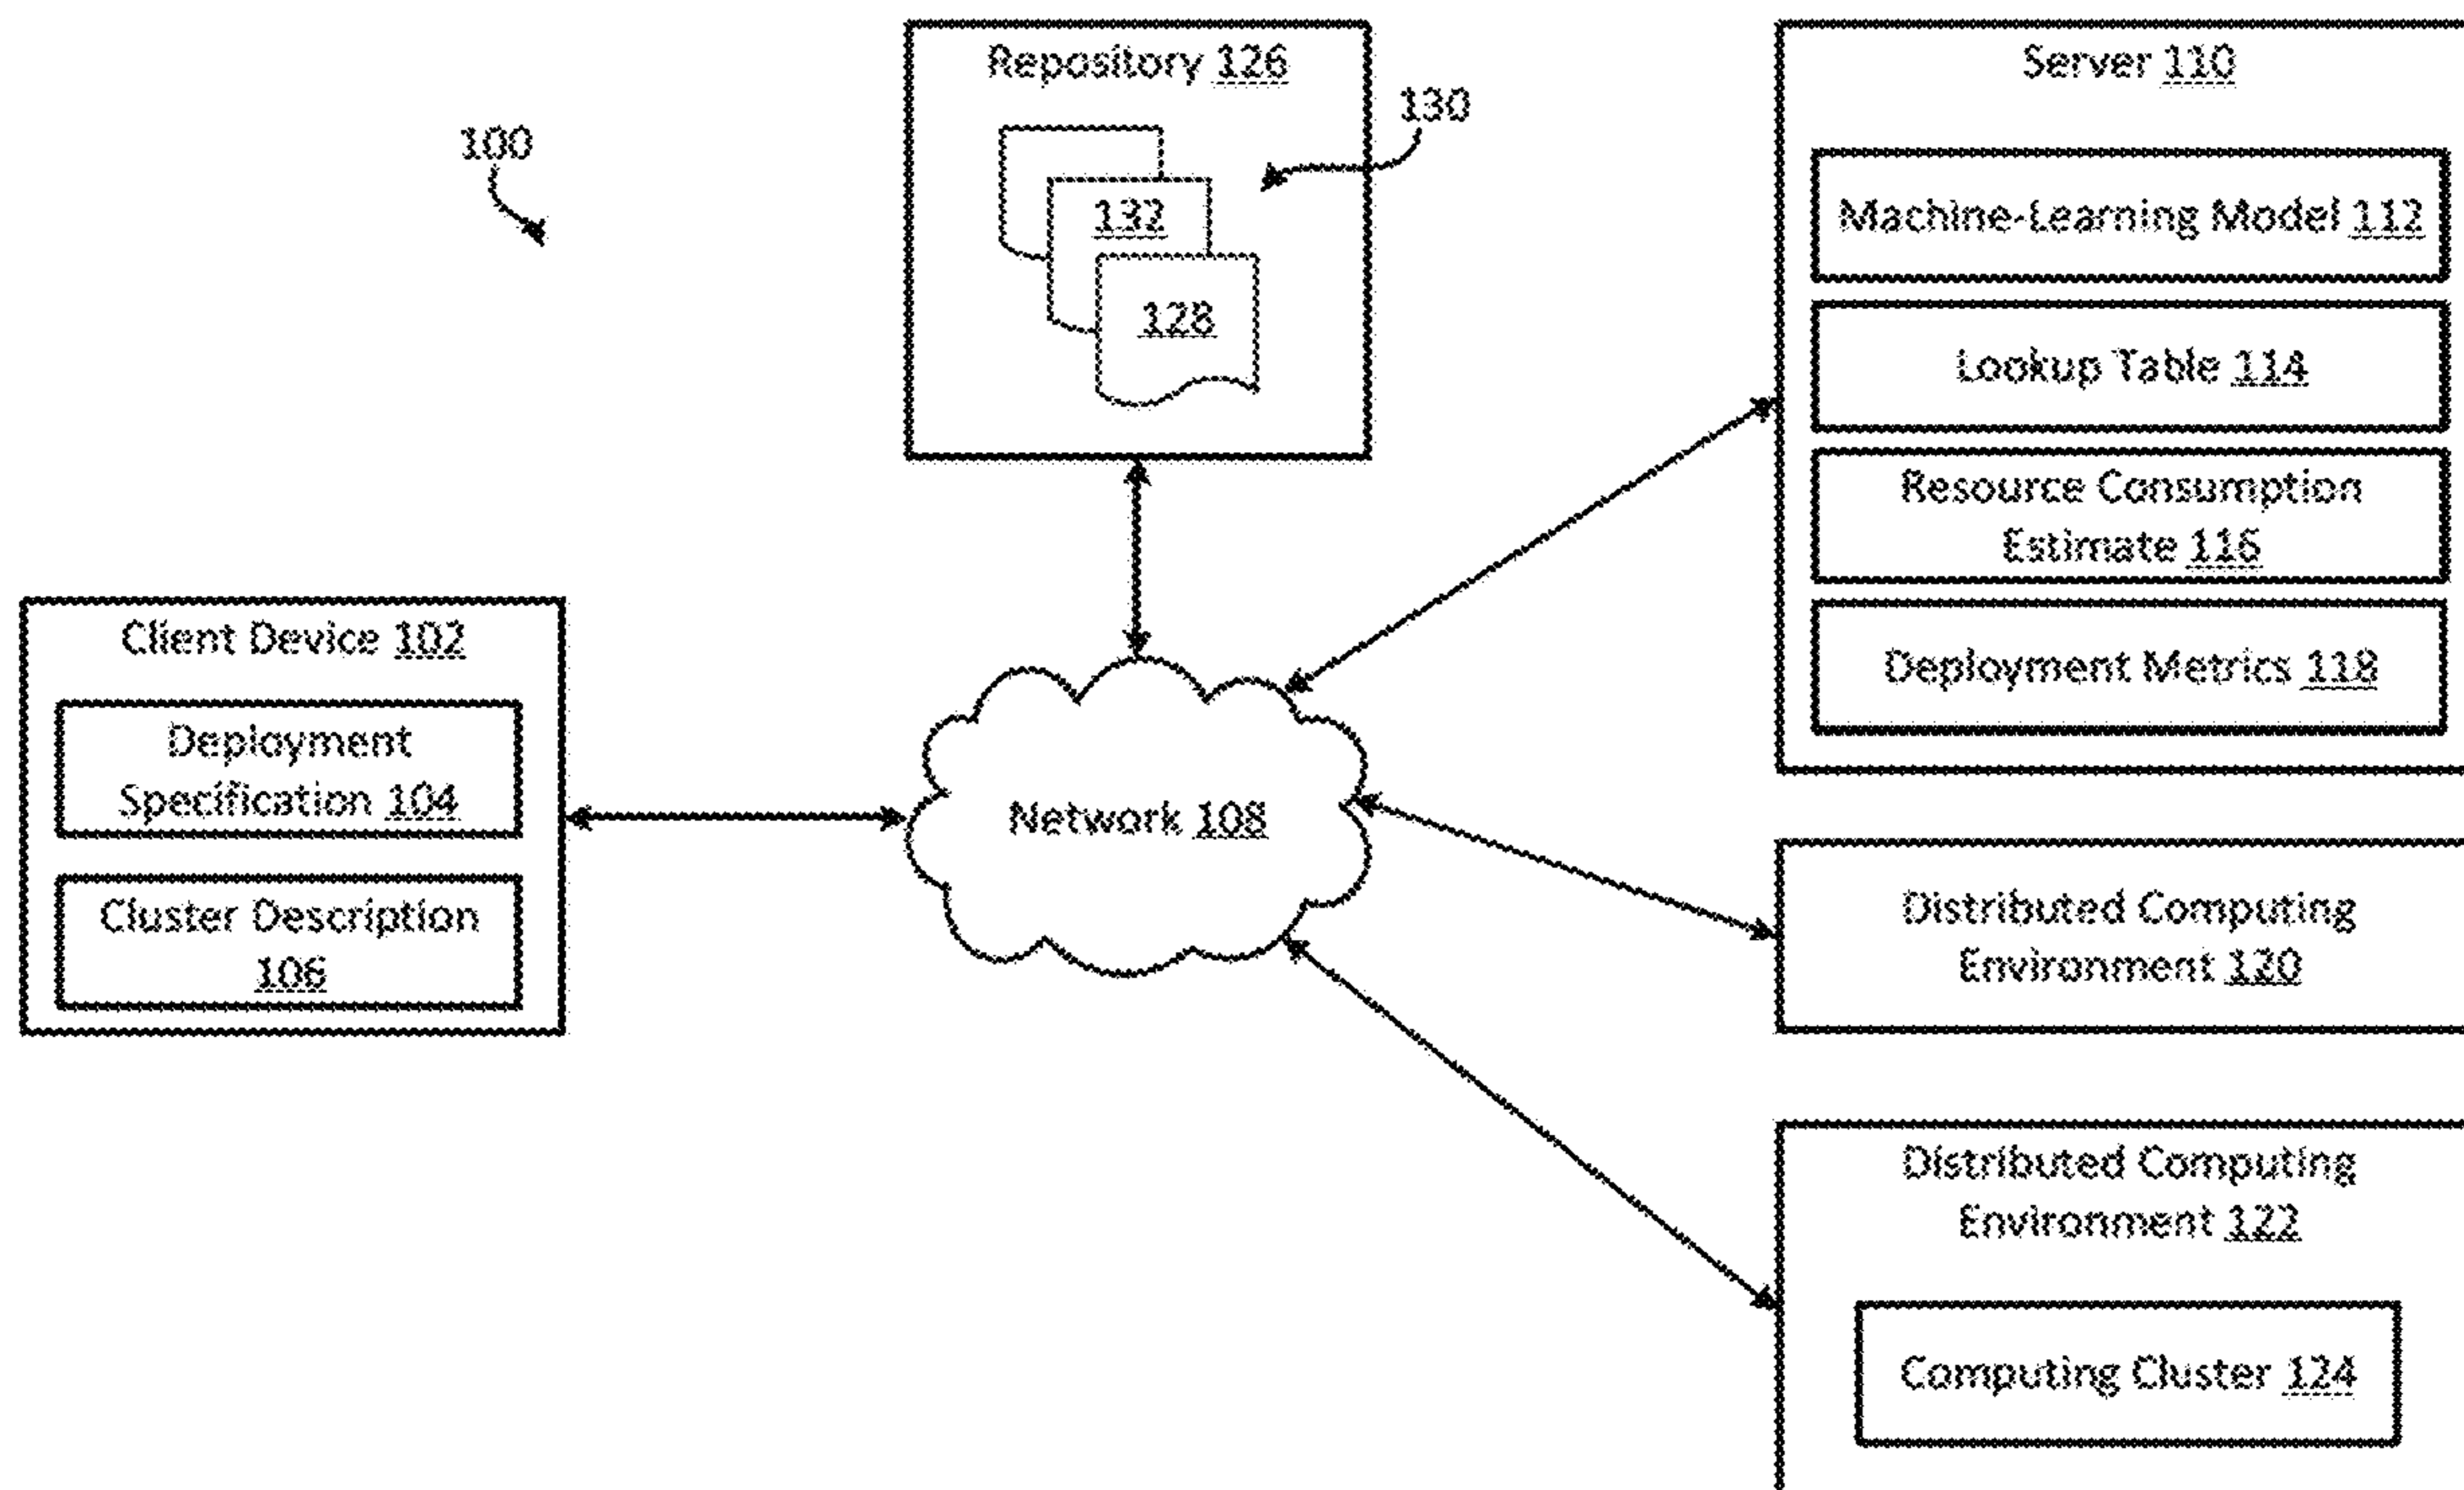 100
Repository 126
130
132
128
Server 110
Machine-Learning Model 112
Lookup Table 114
Resource Consumption
Estimate 116
Deployment Metrics 118
Client Device 102
Deployment
Specification 104
Cluster Description
106
Network 108
Distributed Computing
Environment 120
Distributed Computing
Environment 122
Computing Cluster 124